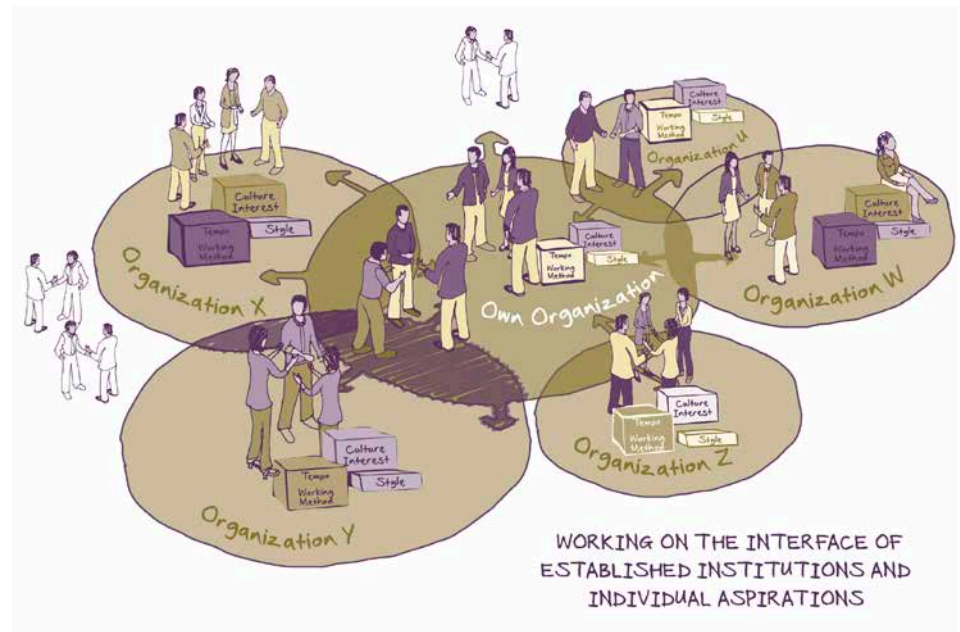 Culture
Interest
Tempo
Working
Method
Style
Organization U
Culture
Interest
Tempo
Working
Method
Style
Organization X
Culture
Interest
Tempo
Working
Method
Style
Own Organization
Culture
Interest
Tempo
Working
Method
Style
Organization W
Culture
Interest
Tempo
Working
Method
Style
Organization Z
Culture
Interest
Tempo
Working
Method
Style
Organization Y
WORKING ON THE INTERFACE OF
ESTABLISHED INSTITUTIONS AND
INDIVIDUAL ASPIRATIONS